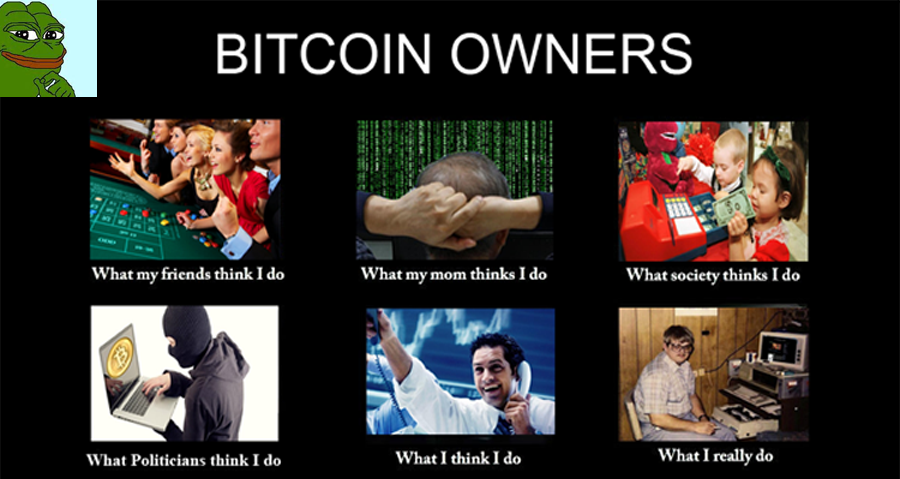 BITCOIN OWNERS
What my friends think I do
What my mom thinks I do
What society thinks I do
What Politicians think I do
What I think I do
What I really do